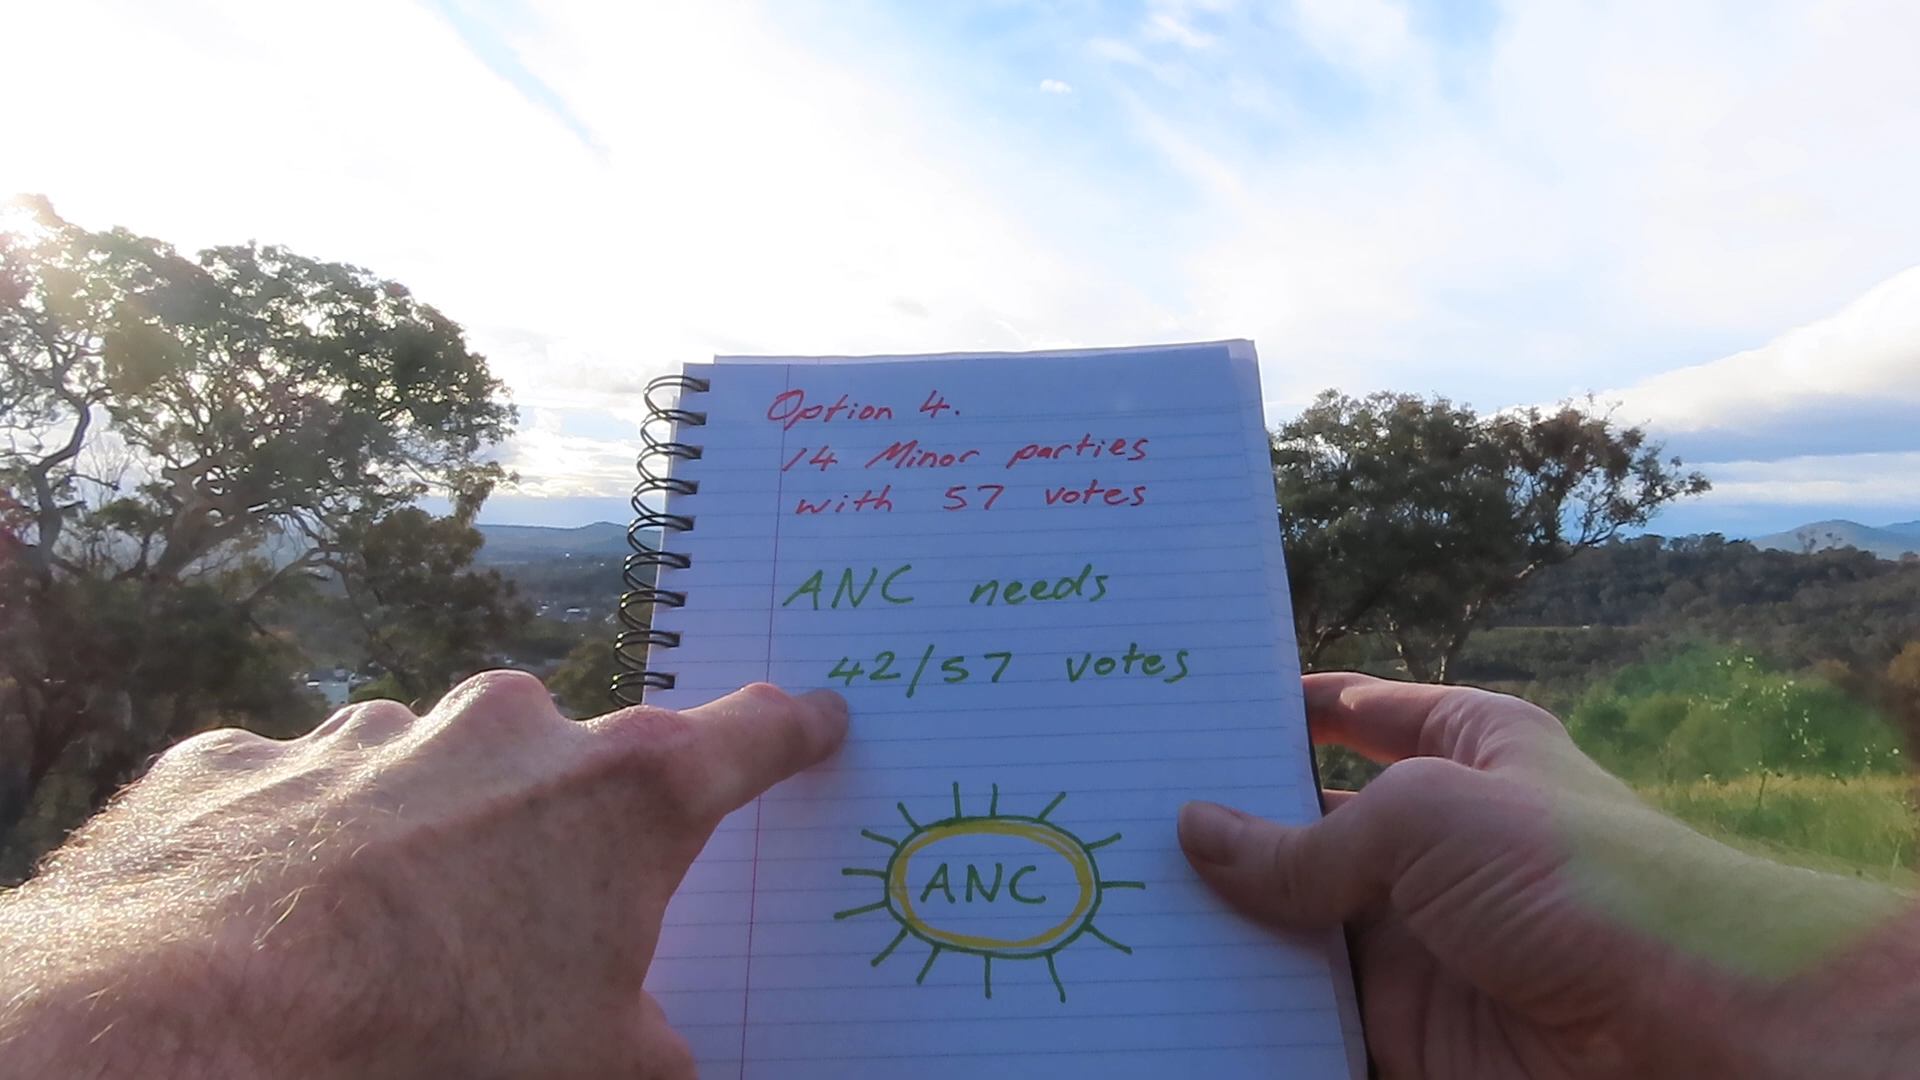 Option 4.
14 Minor parties
with 57 votes
ANC needs
42/57 votes
ANC